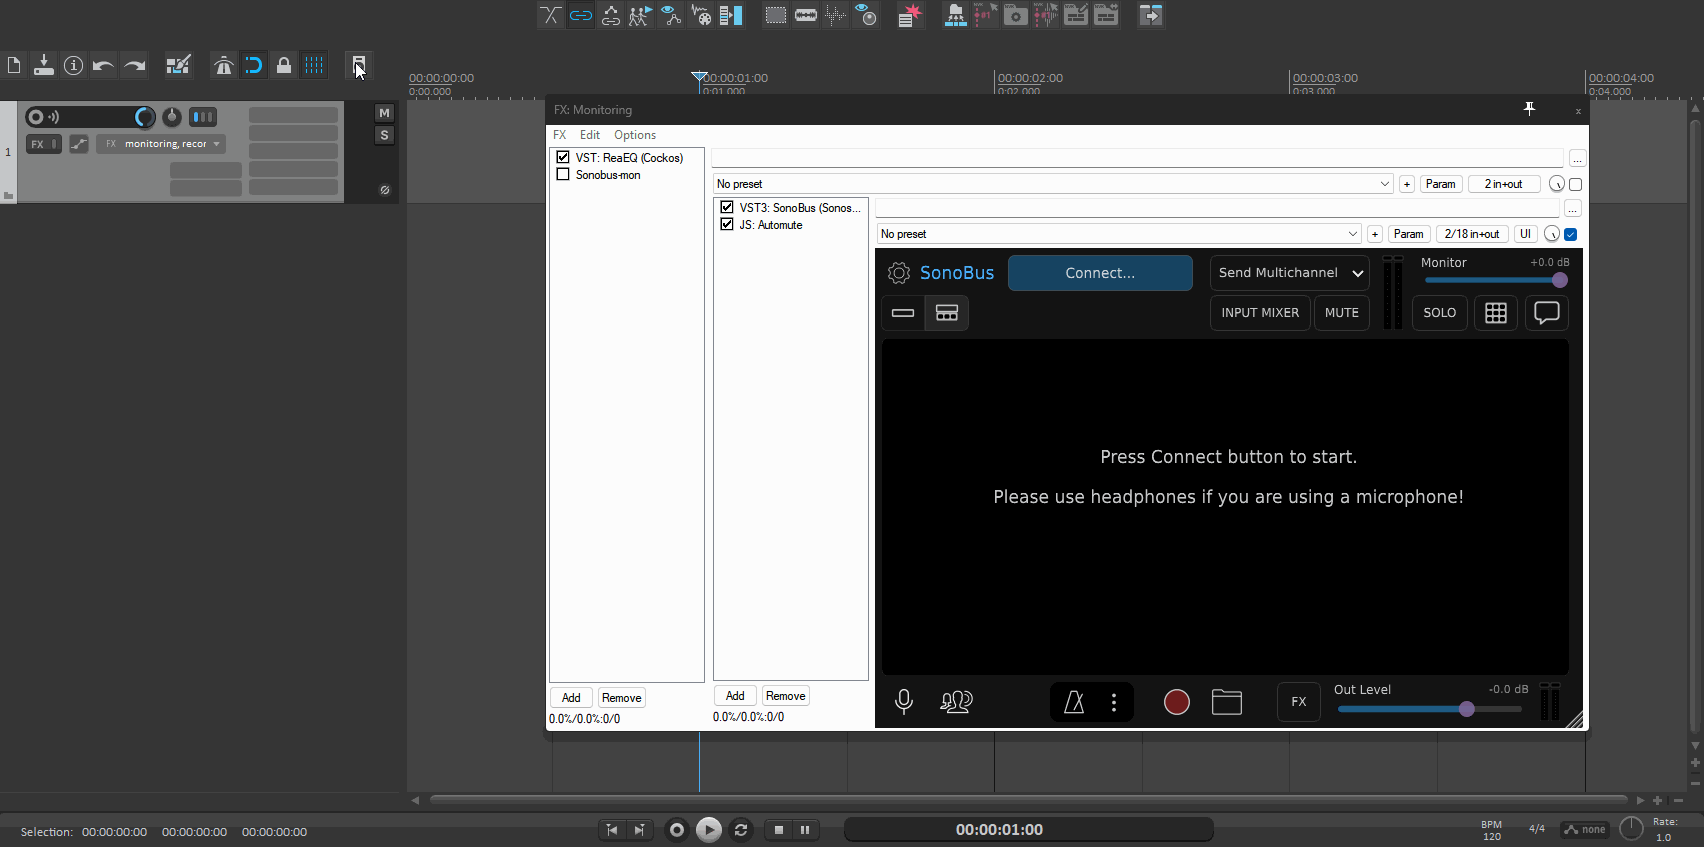 #1
#1
00:00:00:00
0:00.000
00:00:01:00
0:01.000
00:00:02:00
0:02.000
00:00:03:00
0:03.000
00:00:04:00
0:04.000
1
FX
FX monitoring, recor
M
S
FX: Monitoring
x
FX Edit Options
VST: ReaEQ (Cockos)
Sonobus-mon
...
No preset
+
Param
2 in+out
VST3: SonoBus (Sonos...
JS: Automute
...
No preset
+
Param
2/18 in+out
UI
SonoBus
Connect...
Send Multichannel
Monitor
+0.0 dB
INPUT MIXER
MUTE
SOLO
Press Connect button to start.
Please use headphones if you are using a microphone!
Add
Remove
0.0%/0.0%:0/0
Add
Remove
0.0%/0.0%:0/0
FX
Out Level
-0.0 dB
Selection: 00:00:00:00 00:00:00:00 00:00:00:00
00:00:01:00
BPM
120
4/4
none
Rate:
1.0